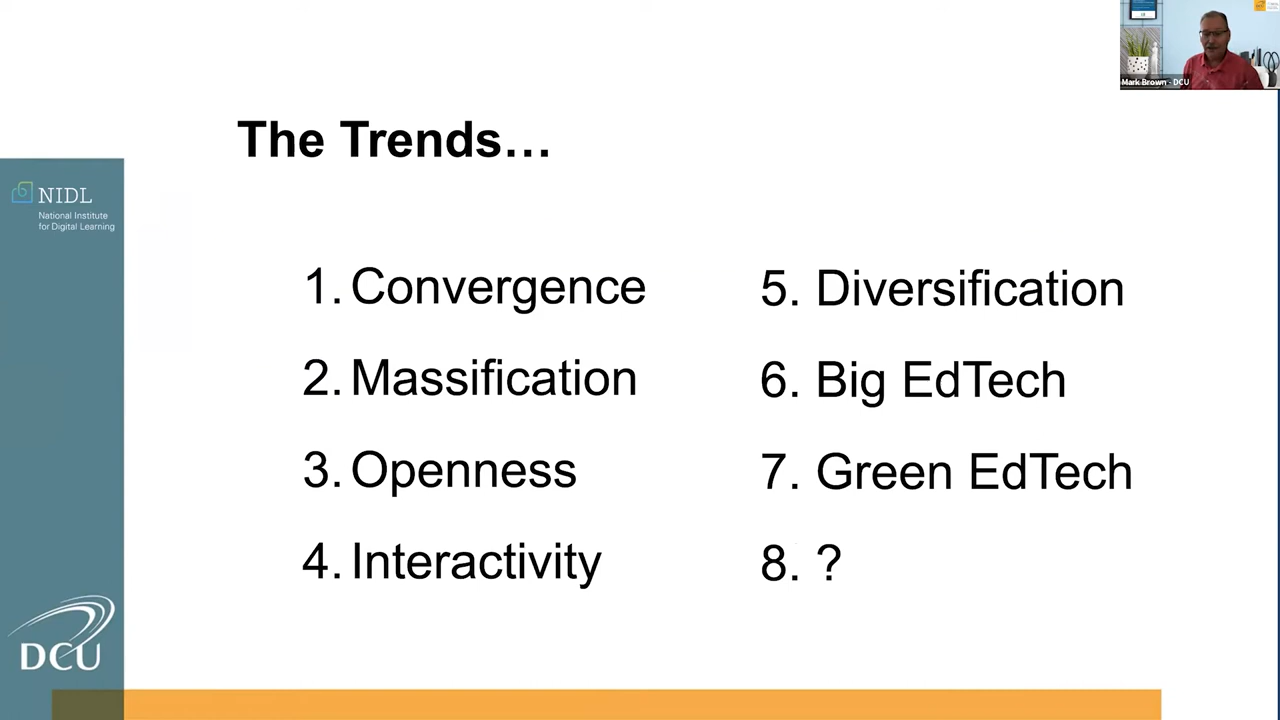 Mark Brown - DCU
The Trends…
NIDL
National Institute
for Digital Learning
1. Convergence
2. Massification
3. Openness
4. Interactivity
5. Diversification
6. Big EdTech
7. Green EdTech
8. ?
DCU